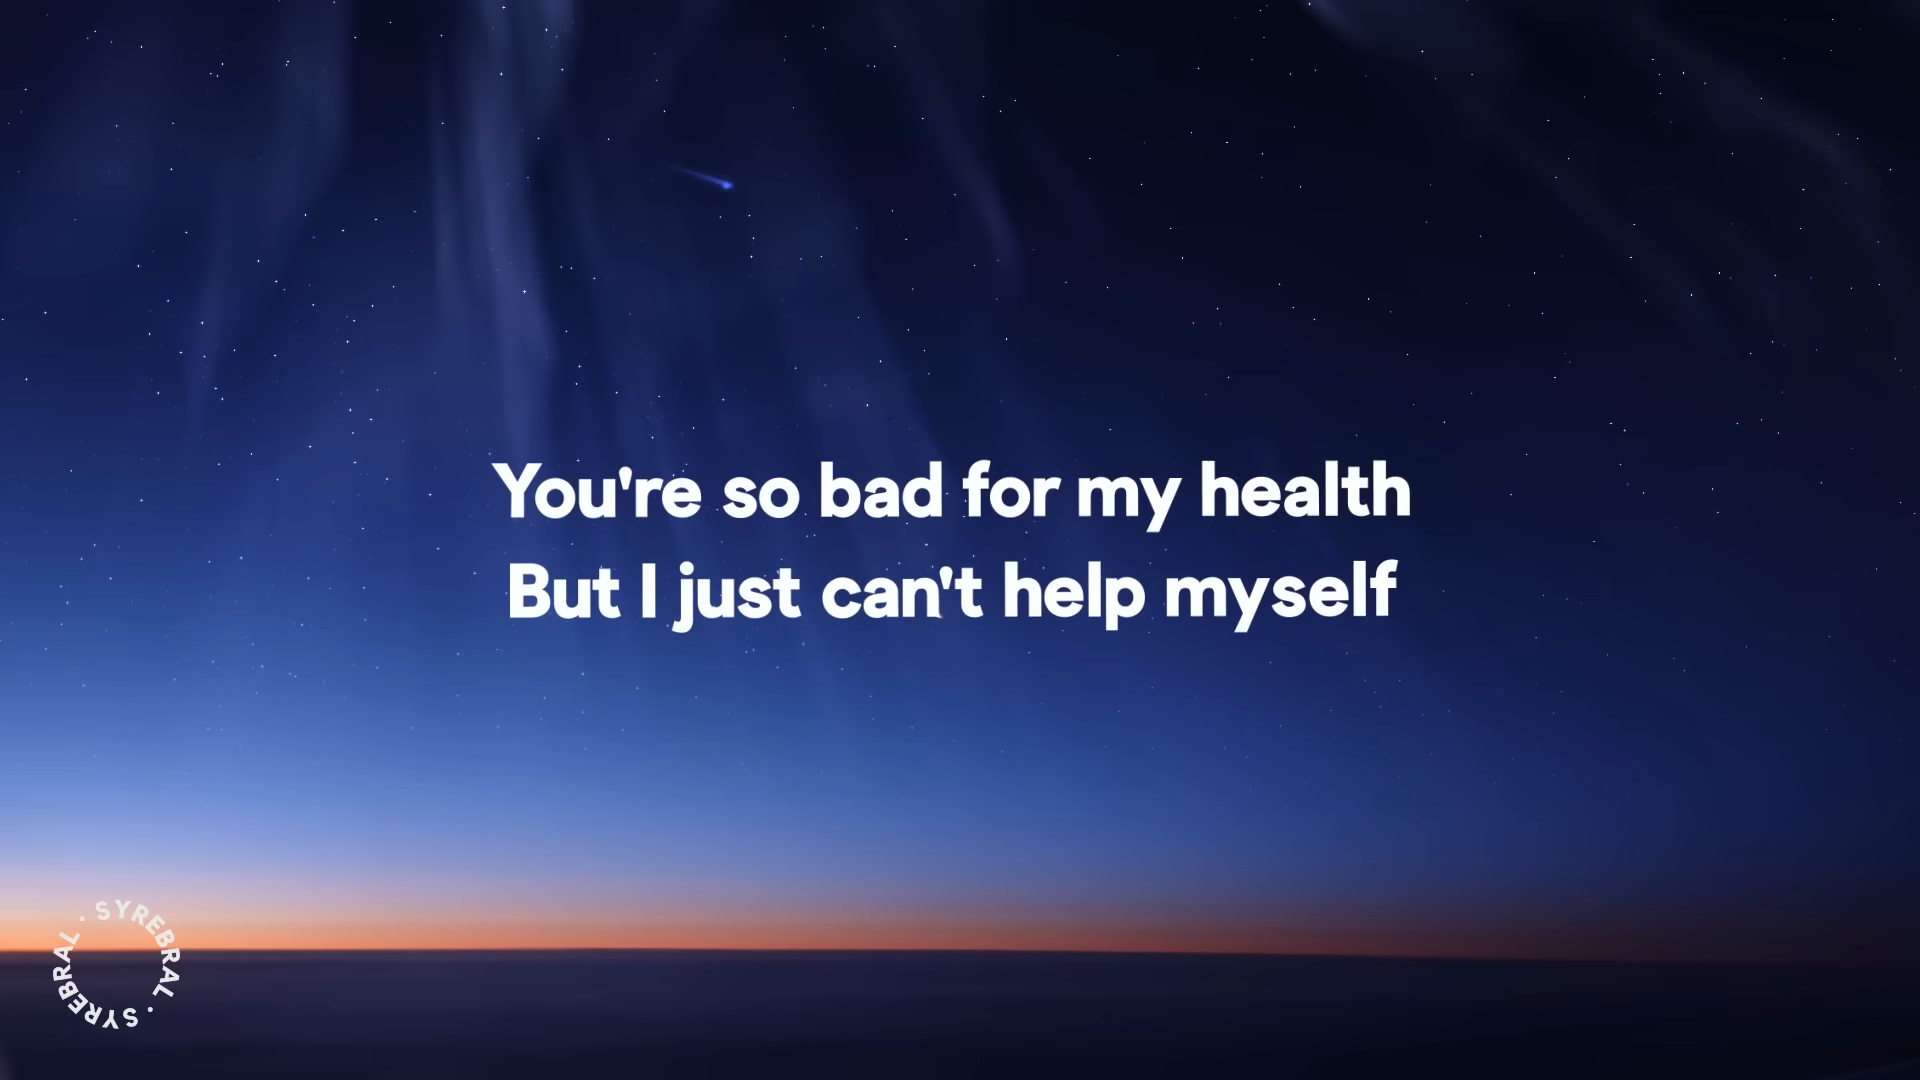 You're so bad for my health
But I just can't help myself
SYREBRAL · SYREBRAL ·